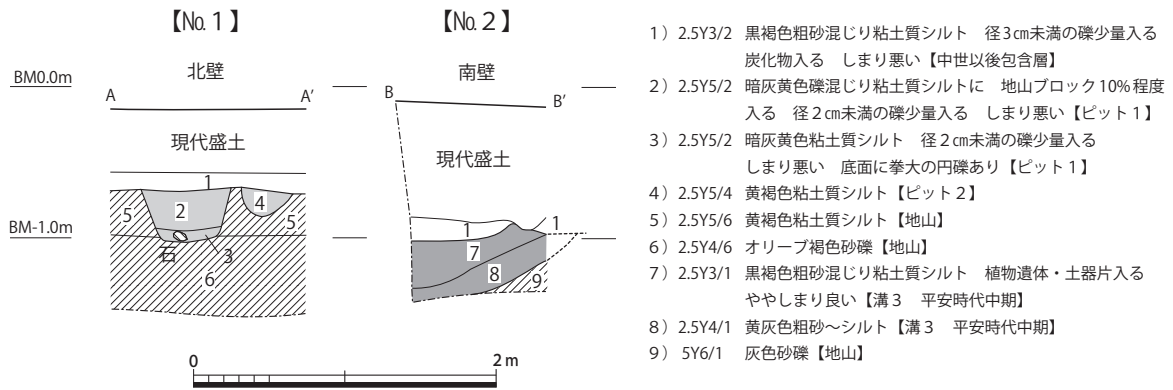 【No. 1】
【No. 2】
北壁
南壁
BM0.0m
A
A’
B
B’
現代盛土
現代盛土
1
2
4
5
5
BM-1.0m
石
3
6
1
1
7
8
9
0
2 m
1）2.5Y3/2 黒褐色粗砂混じり粘土質シルト 径3㎝未満の礫少量入る
炭化物入る しまり悪い【中世以後包含層】
2）2.5Y5/2 暗灰黄色礫混じり粘土質シルトに 地山ブロック10%程度
入る 径２㎝未満の礫少量入る しまり悪い【ピット１】
3）2.5Y5/2 暗灰黄色粘土質シルト 径２㎝未満の礫少量入る
しまり悪い 底面に拳大の円礫あり【ピット１】
4）2.5Y5/4 黄褐色粘土質シルト【ピット２】
5）2.5Y5/6 黄褐色粘土質シルト【地山】
6）2.5Y4/6 オリーブ褐色砂礫【地山】
7）2.5Y3/1 黒褐色粗砂混じり粘土質シルト 植物遺体・土器片入る
ややしまり良い【溝３ 平安時代中期】
8）2.5Y4/1 黄灰色粗砂～シルト【溝３ 平安時代中期】
9） 5Y6/1 灰色砂礫【地山】